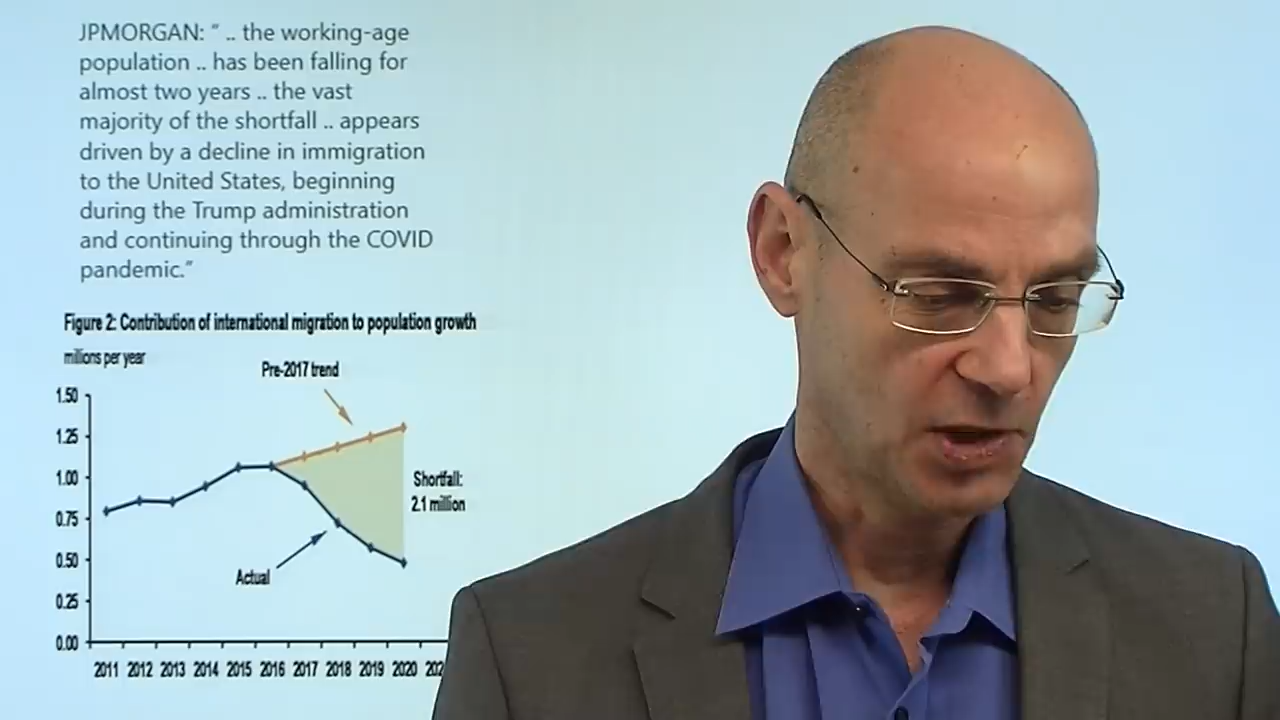 JPMORGAN: “ .. the working-age
population .. has been falling for
almost two years .. the vast
majority of the shortfall .. appears
driven by a decline in immigration
to the United States, beginning
during the Trump administration
and continuing through the COVID
pandemic.”
Figure 2: Contribution of international migration to population growth
millions per year
Pre-2017 trend
1.50
1.25
1.00
Shortfall:
2.1 million
0.75
0.50
Actual
0.25
0.00
2011 2012 2013 2014 2015 2016 2017 2018 2019 2020